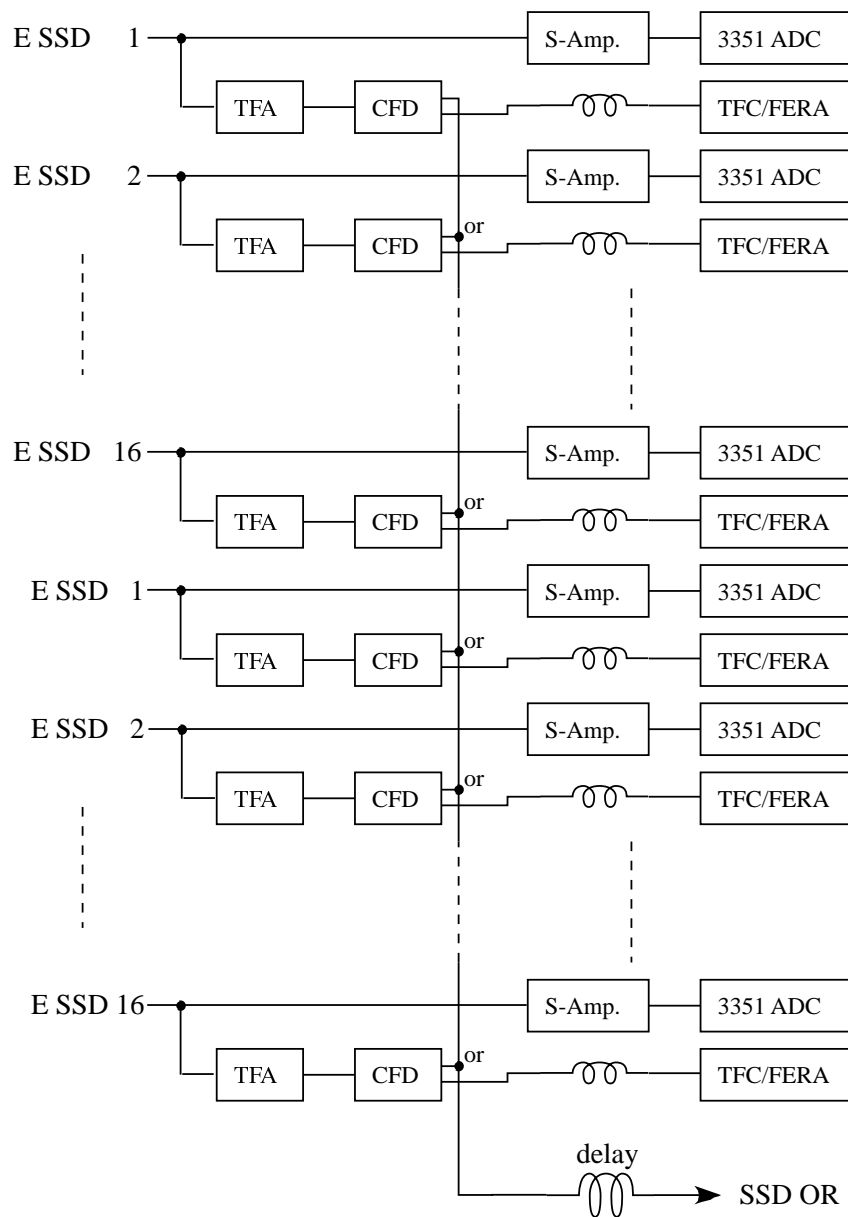 E SSD 1 S-Amp. 3351 ADC
TFA CFD TFC/FERA
E SSD 2 S-Amp. 3351 ADC
or
TFA CFD TFC/FERA
E SSD 16 S-Amp. 3351 ADC
or
TFA CFD TFC/FERA
E SSD 1 S-Amp. 3351 ADC
or
TFA CFD TFC/FERA
E SSD 2 S-Amp. 3351 ADC
or
TFA CFD TFC/FERA
E SSD 16 S-Amp. 3351 ADC
or
TFA CFD TFC/FERA
delay
SSD OR